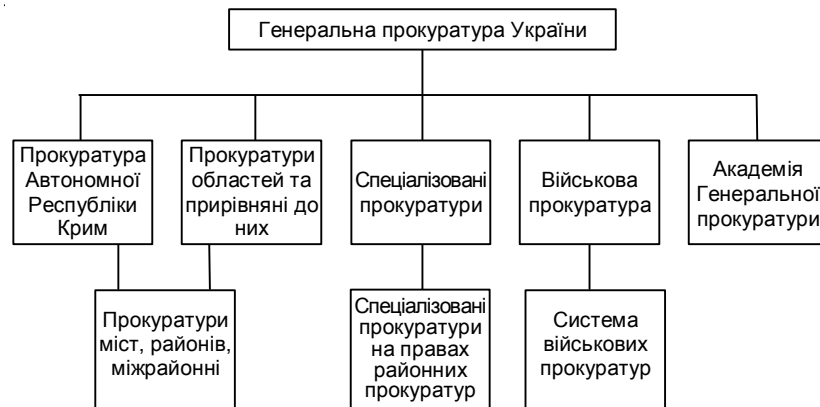 Генеральна прокуратура України
Прокуратура
Автономної
Республіки
Крим
Прокуратури
областей та
прирівняні до
них
Спеціалізовані
прокуратури
Військова
прокуратура
Академія
Генеральної
прокуратури
Прокуратури
міст, районів,
міжрайонні
Спеціалізовані
прокуратури
на правах
районних
прокуратур
Система
військових
прокуратур